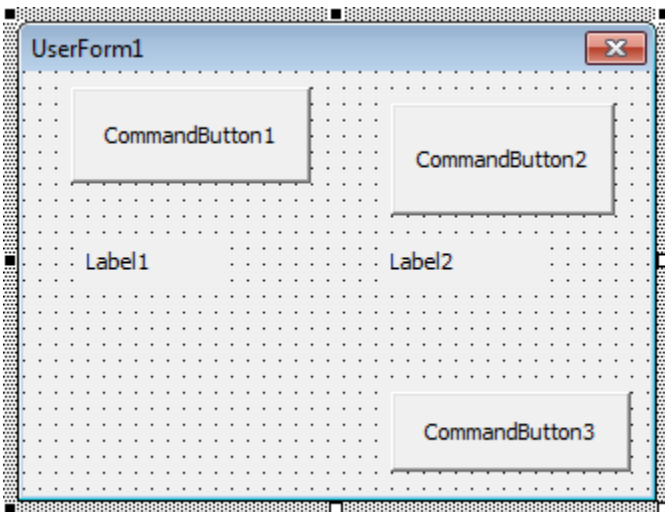 UserForm1
CommandButton1
CommandButton2
Label1
Label2
CommandButton3